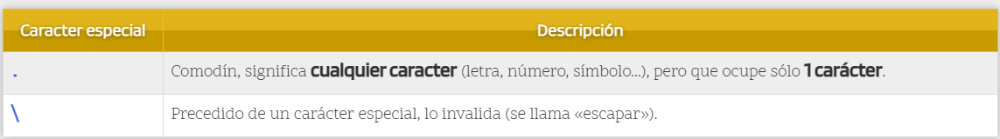 Caracter especial Descripción
. Comodín, significa cualquier caracter (letra, número, símbolo...), pero que ocupe sólo 1 carácter.
\ Precedido de un carácter especial, lo invalida (se llama «escapar»).